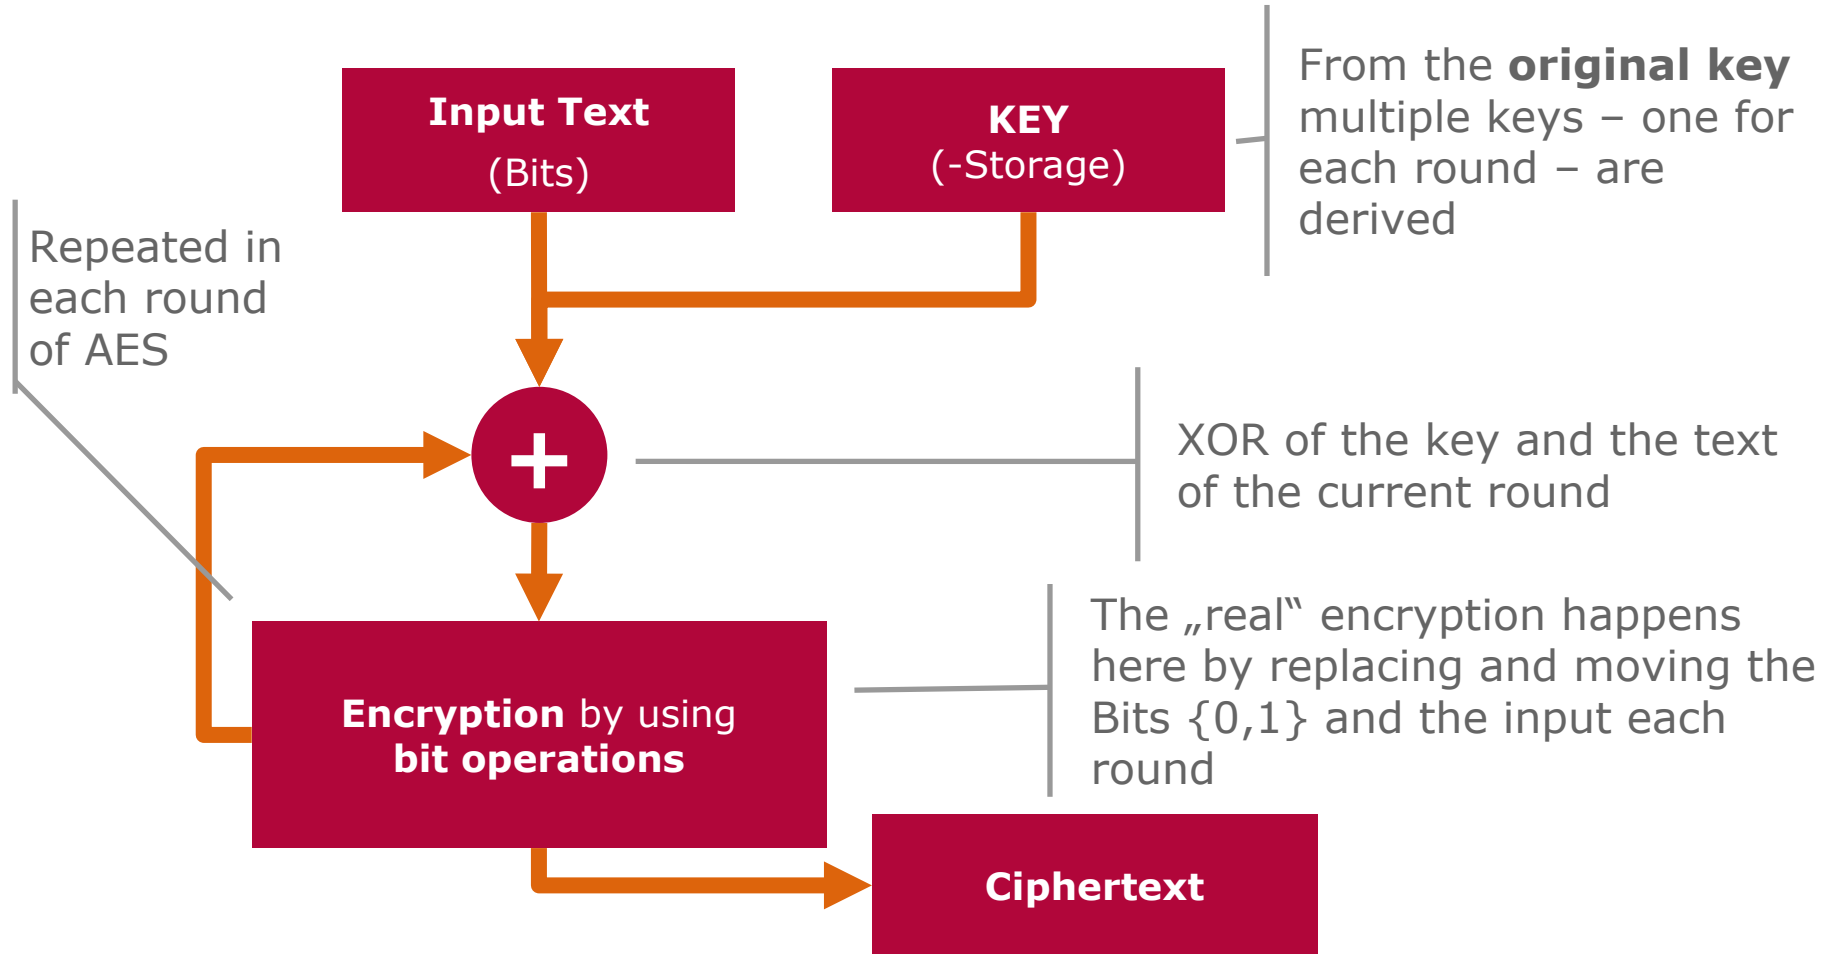 Input Text
(Bits)
KEY
(-Storage)
From the original key
multiple keys – one for
each round – are
derived
Repeated in
each round
of AES
+
XOR of the key and the text
of the current round
The „real“ encryption happens
here by replacing and moving the
Bits {0,1} and the input each
round
Encryption by using
bit operations
Ciphertext